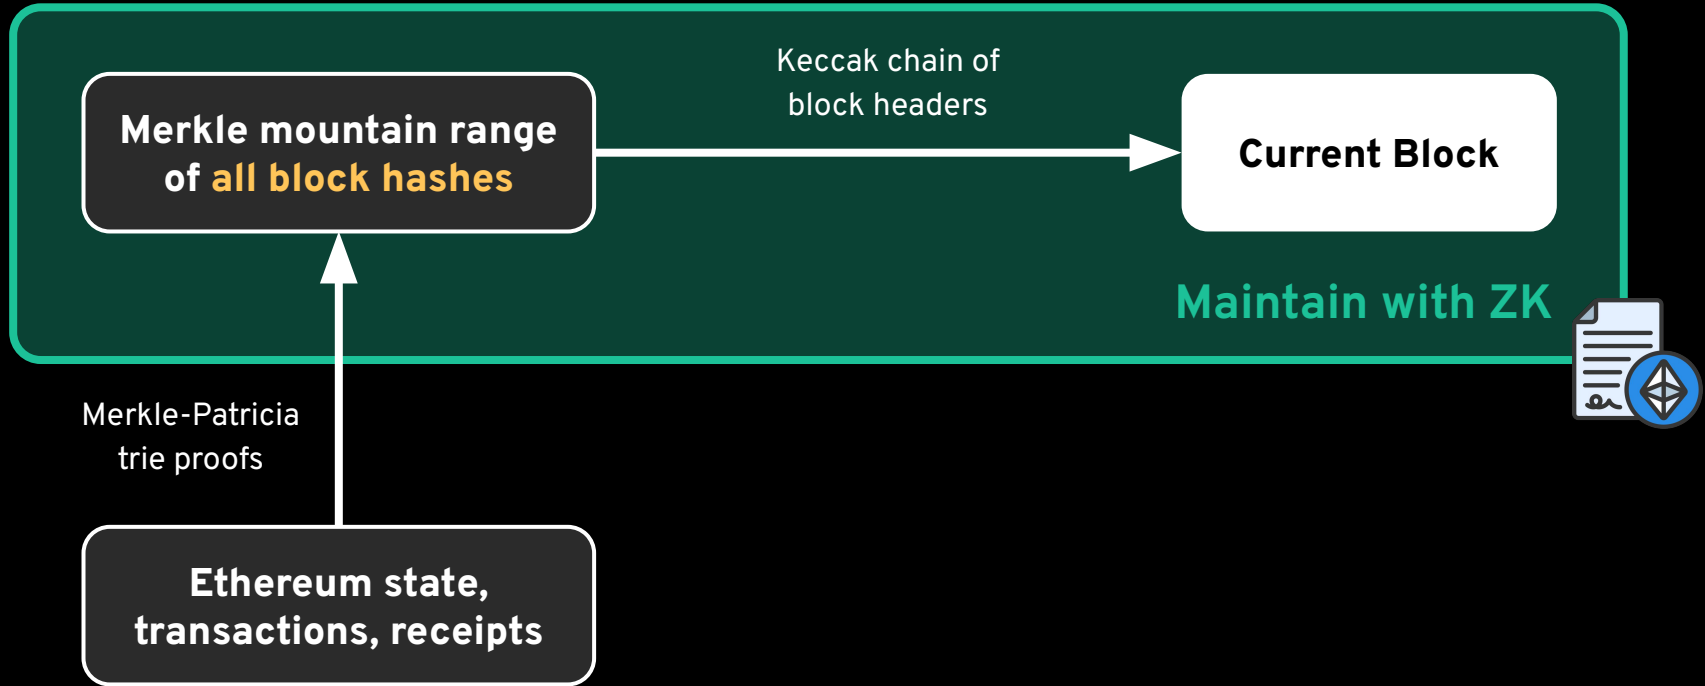 Keccak chain of
block headers
Merkle mountain range
of all block hashes
Current Block
Maintain with ZK
Merkle-Patricia
trie proofs
Ethereum state,
transactions, receipts